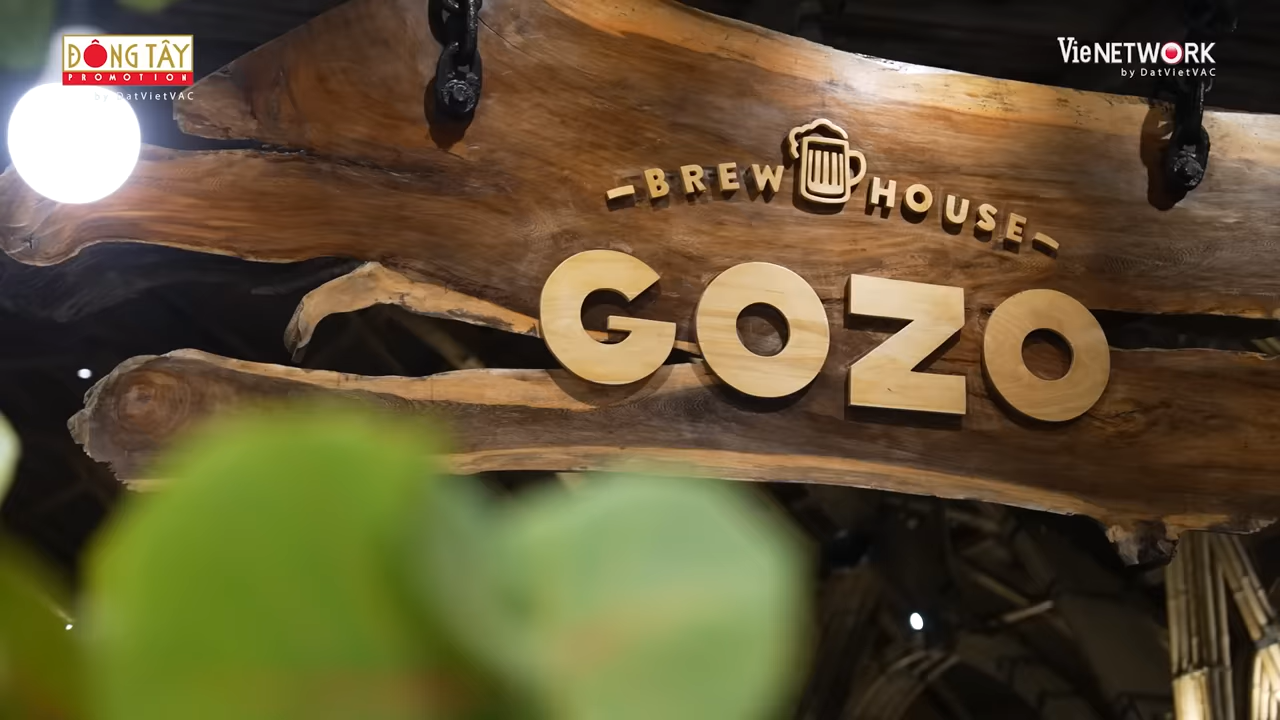 ĐÔNG TÂY
PROMOTION
by DatVietVAC
VieNETWORK
by DatVietVAC
BREW HOUSE
GOZO